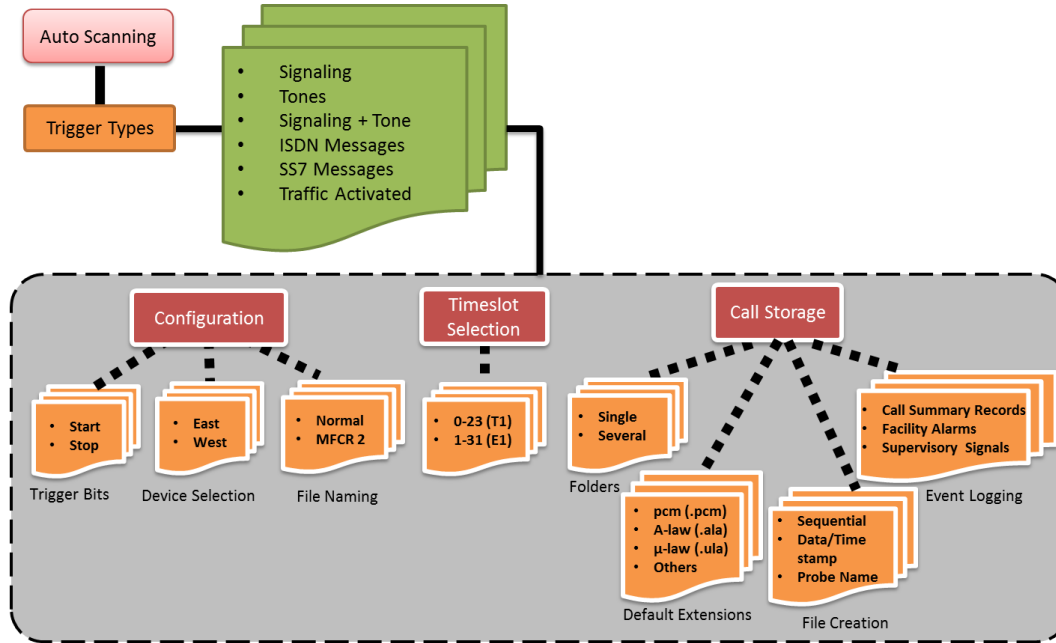 Auto Scanning
Trigger Types
• Signaling
• Tones
• Signaling + Tone
• ISDN Messages
• SS7 Messages
• Traffic Activated
Configuration
• Start
• Stop
Trigger Bits
• East
• West
Device Selection
• Normal
• MFCR 2
File Naming
Timeslot
Selection
• 0-23 (T1)
• 1-31 (E1)
Call Storage
• Single
• Several
Folders
• pcm (.pcm)
• A-law (.ala)
• μ-law (.ula)
• Others
Default Extensions
• Sequential
• Data/Time
stamp
• Probe Name
File Creation
• Call Summary Records
• Facility Alarms
• Supervisory Signals
Event Logging